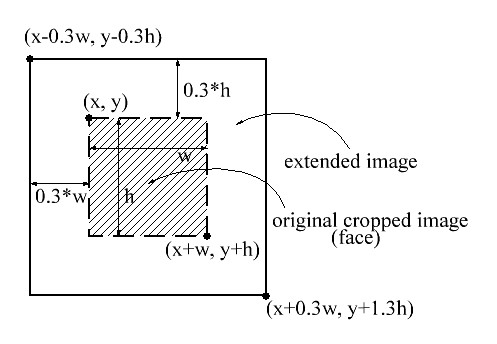 (x-0.3w, y-0.3h)
0.3*h
(x, y)
w
extended image
0.3*w
h
original cropped image
(face)
(x+w, y+h)
(x+0.3w, y+1.3h)